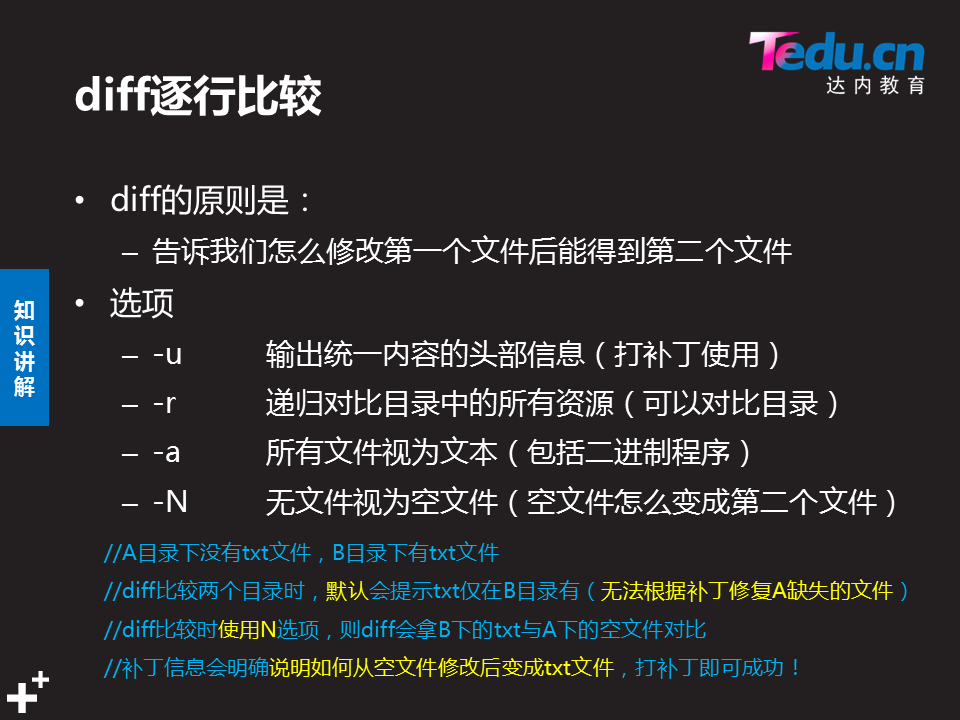 Tedu.cn
达内教育
diff逐行比较
• diff的原则是：
– 告诉我们怎么修改第一个文件后能得到第二个文件
• 选项
– -u 输出统一内容的头部信息（打补丁使用）
– -r 递归对比目录中的所有资源（可以对比目录）
– -a 所有文件视为文本（包括二进制程序）
– -N 无文件视为空文件（空文件怎么变成第二个文件）
//A目录下没有txt文件，B目录下有txt文件
//diff比较两个目录时，默认会提示txt仅在B目录有（无法根据补丁修复A缺失的文件）
//diff比较时使用N选项，则diff会拿B下的txt与A下的空文件对比
//补丁信息会明确说明如何从空文件修改后变成txt文件，打补丁即可成功！
知识讲解